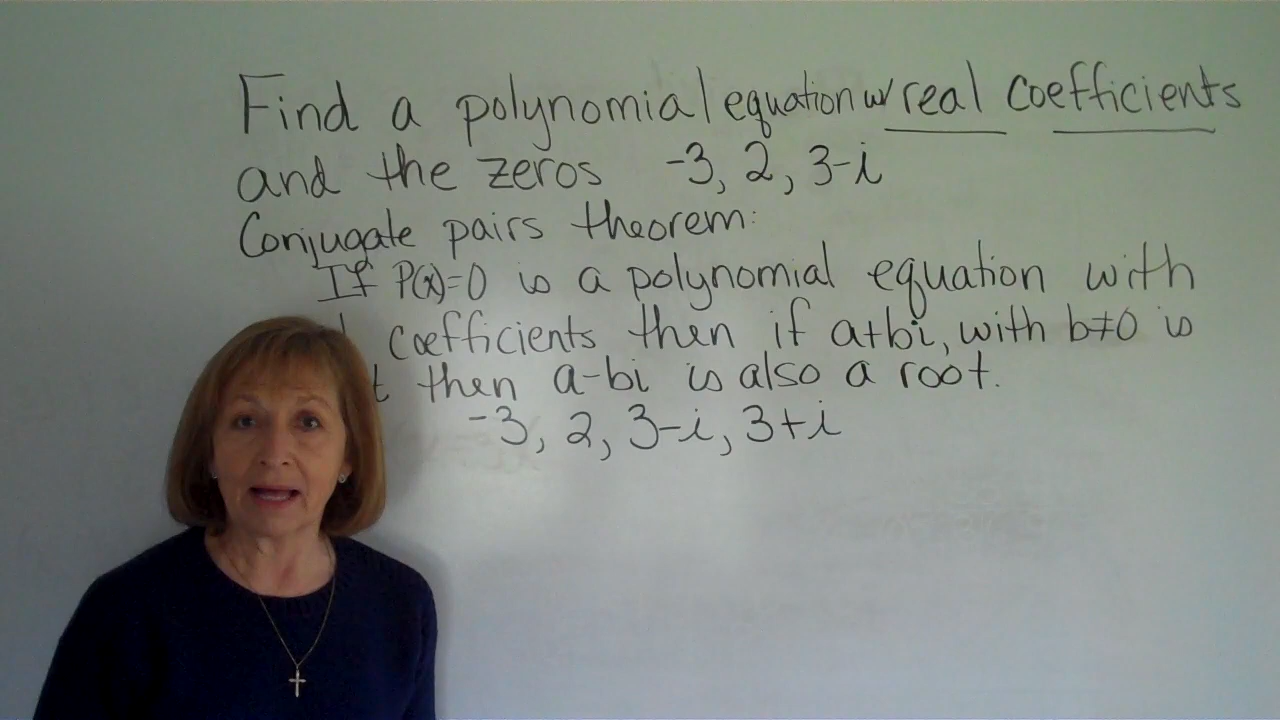 Find a polynomial equation w/ real coefficients
and the zeros -3, 2, 3-i
Conjugate pairs theorem:
If P(x)=0 is a polynomial equation with
coefficients then if a+bi, with b≠0 is
then a-bi is also a root.
-3, 2, 3-i, 3+i